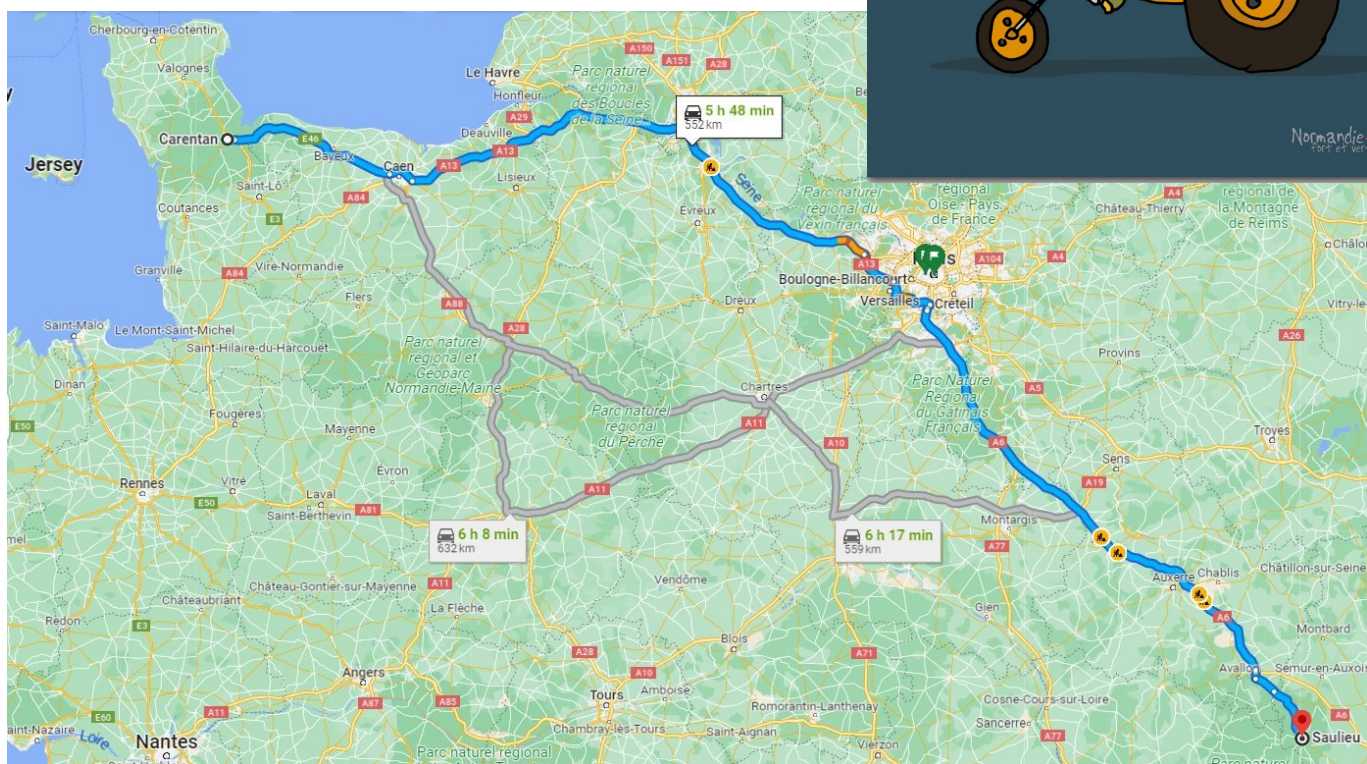 Cherbourg-en-Cotentin
Valognes
Le Havre
Honfleur
A150
A151
A28
Parc naturel
régional
des Boucles
de la Seine
Normandie
Carentan
E46
Bayeux
Caen
Deauville
A29
A13
A13
Lisieux
5 h 48 min
552 km
Jersey
Saint-Lô
Coutances
A84
E3
Évreux
Seine
Parc naturel
régional du
Vexin français
régional
Oise - Pays
de France
A4
Château-Thierry
régional de
la Montagne
de Reims
Granville
A84
Vire-Normandie
Flers
A88
Dreux
A13
Boulogne-Billancourt
Versailles
Créteil
A104
A4
Saint-Malo
Le Mont-Saint-Michel
Saint-Hilaire-du-Harcouët
A28
Parc naturel
régional et
Géoparc
Normandie-Maine
Provins
A26
Dinan
Fougères
Mayenne
Parc naturel
régional
du Perche
Chartres
A11
A10
Parc Naturel
Régional
du Gâtinais
Français
A5
Troyes
E50
Rennes
Vitré
E50
Laval
Saint-Berthevin
Évron
A81
A11
A6
Sens
A19
6 h 8 min
632 km
6 h 17 min
559 km
Montargis
A77
Château-Gontier-sur-Mayenne
A11
Vendôme
Auxerre
Chablis
Châtillon-sur-Seine
Châteaubriant
La Flèche
Gien
A6
Redon
E3
Blois
Montbard
Angers
A28
A10
A71
Avallon
Semur-en-Auxois
A11
A87
A85
Tours
Amboise
Romorantin-Lanthenay
Cosne-Cours-sur-Loire
A6
E60
Loire
Nantes
Chambray-lès-Tours
Saint-Aignan
Sancerre
A77
Saulieu
Parc naturel régional
Vierzon
Parc naturel